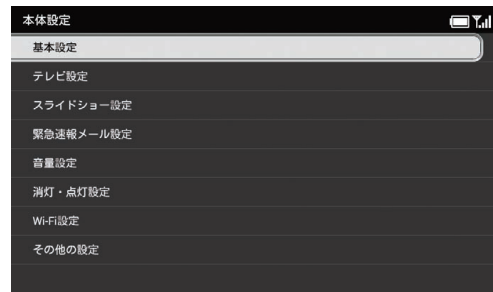 本体設定
基本設定
テレビ設定
スライドショー設定
緊急速報メール設定
音量設定
消灯・点灯設定
Wi-Fi設定
その他の設定